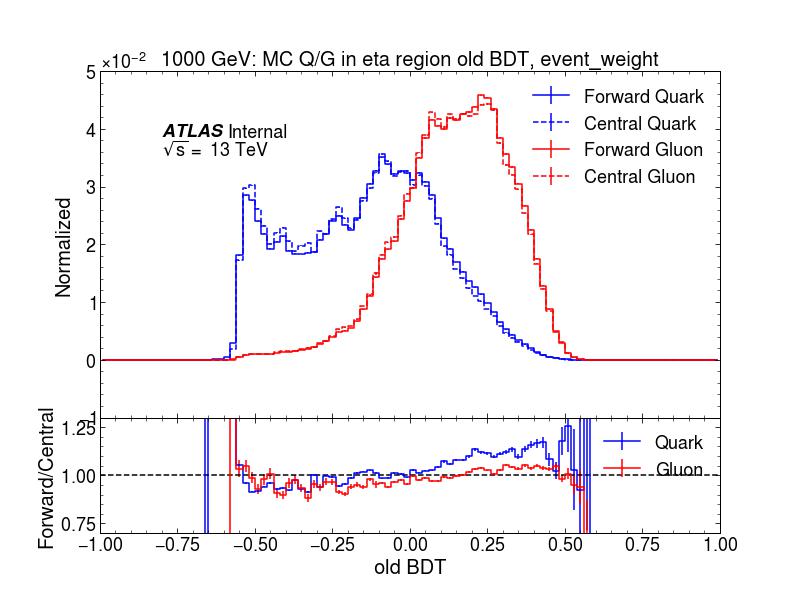 ×10⁻² 1000 GeV: MC Q/G in eta region old BDT, event_weight
5
4
3
2
1
0
−1
Normalized
ATLAS Internal
√s = 13 TeV
Forward Quark
Central Quark
Forward Gluon
Central Gluon
1.25
1.00
0.75
Forward/Central
Quark
Gluon
−1.00 −0.75 −0.50 −0.25 0.00 0.25 0.50 0.75 1.00
old BDT